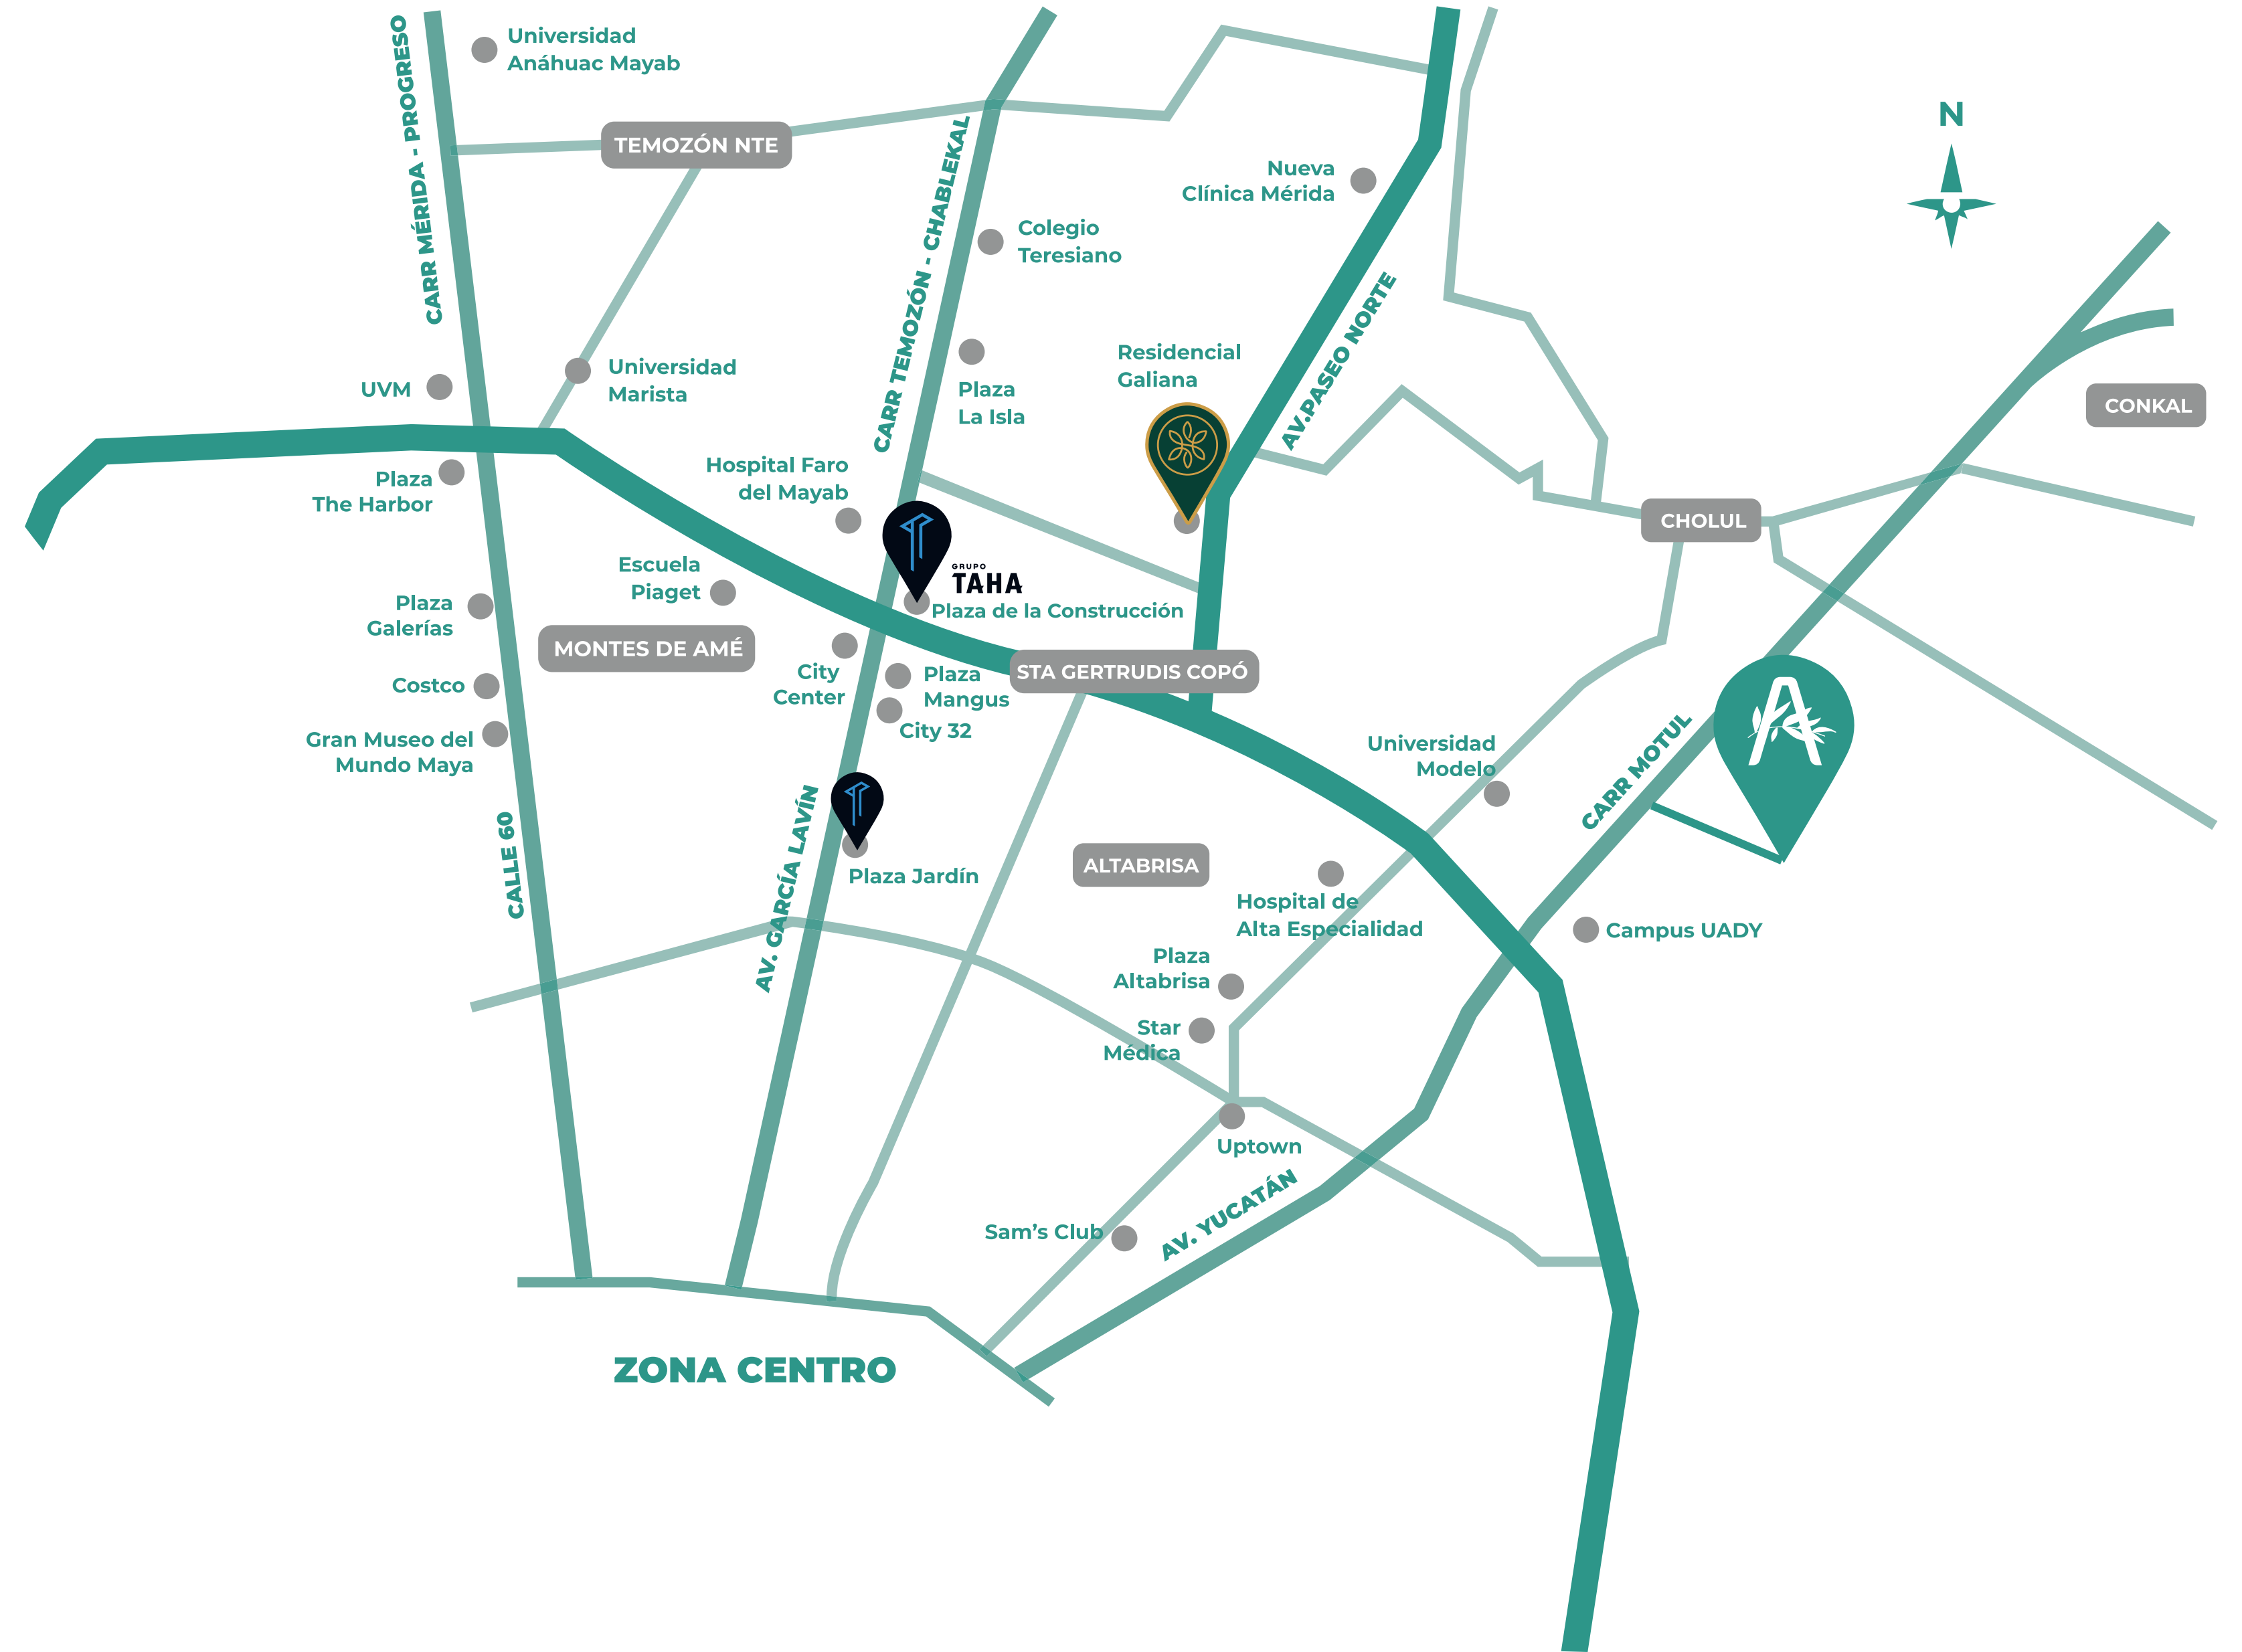 Universidad
Anáhuac Mayab
CARR MÉRIDA - PROGRESO
TEMOZÓN NTE
N
CARR TEMOZÓN - CHABLEKAL
Nueva
Clínica Mérida
Colegio
Teresiano
AV.PASEO NORTE
Residencial
Galiana
UVM
Universidad
Marista
Plaza
La Isla
CONKAL
Hospital Faro
del Mayab
Plaza
The Harbor
CHOLUL
Escuela
Piaget
GRUPO
TAHA
Plaza de la Construcción
Plaza
Galerías
MONTES DE AMÉ
City
Center
Plaza
Mangus
STA GERTRUDIS COPÓ
Costco
City 32
Gran Museo del
Mundo Maya
Universidad
Modelo
CARR MOTUL
A
CALLE 60
AV. GARCÍA LAVÍN
Plaza Jardín
ALTABRISA
Hospital de
Alta Especialidad
Campus UADY
Plaza
Altabrisa
Star
Médica
Uptown
AV. YUCATÁN
Sam’s Club
ZONA CENTRO